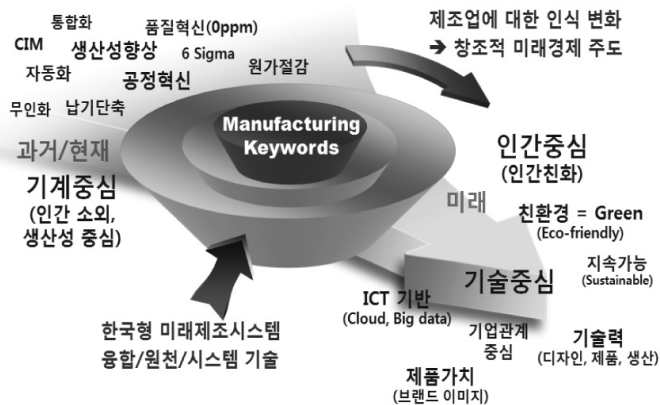 통합화
품질혁신(0ppm)
CIM
생산성향상
6 Sigma
자동화
공정혁신
원가절감
무인화
납기단축
제조업에 대한 인식 변화
➔ 창조적 미래경제 주도
Manufacturing
Keywords
과거/현재
기계중심
(인간 소외,
생산성 중심)
인간중심
(인간친화)
미래
친환경 = Green
(Eco-friendly)
기술중심
지속가능
(Sustainable)
ICT 기반
(Cloud, Big data)
기업관계
중심
기술력
(디자인, 제품, 생산)
제품가치
(브랜드 이미지)
한국형 미래제조시스템
융합/원천/시스템 기술